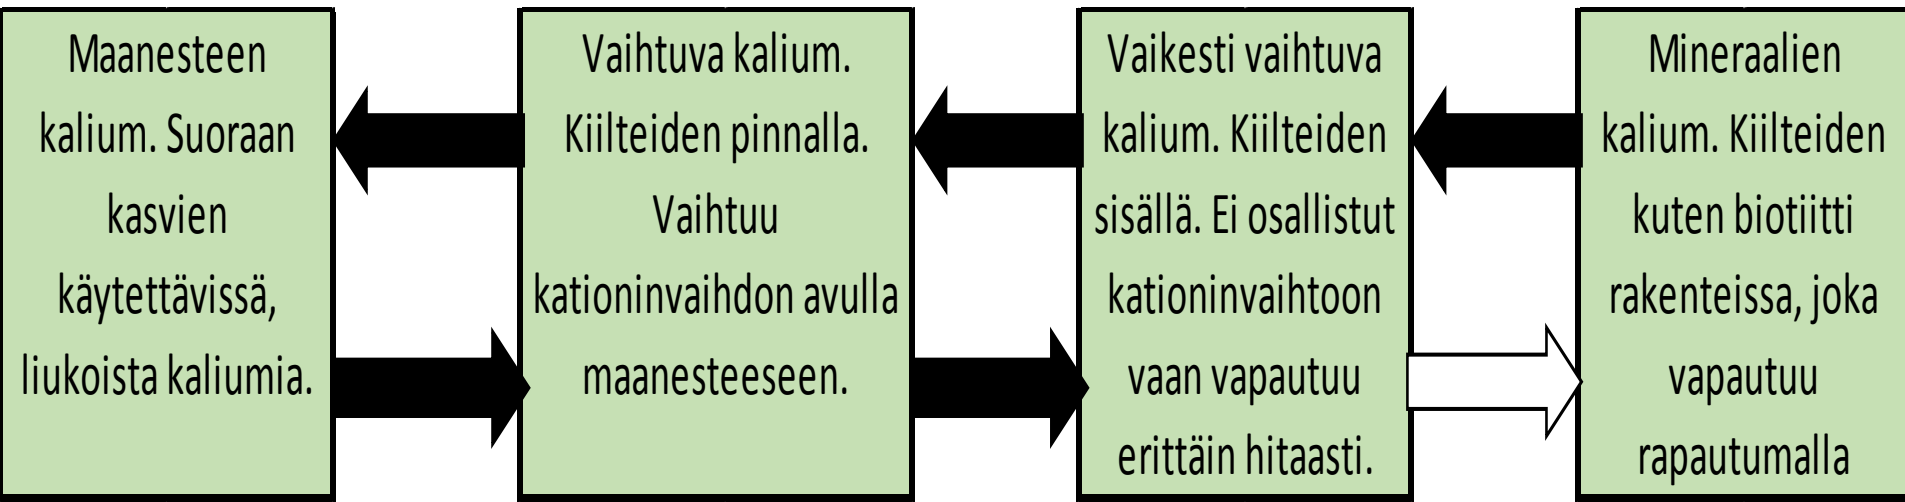 Maanesteen
kalium. Suoraan
kasvien
käytettävissä,
liukoista kaliumia.
Vaihtuva kalium.
Kiilteiden pinnalla.
Vaihtuu
kationinvaihdon avulla
maanesteeseen.
Vaikesti vaihtuva
kalium. Kiilteiden
sisällä. Ei osallistut
kationinvaihtoon
vaan vapautuu
erittäin hitaasti.
Mineraalien
kalium. Kiilteiden
kuten biotiitti
rakenteissa, joka
vapautuu
rapautumalla